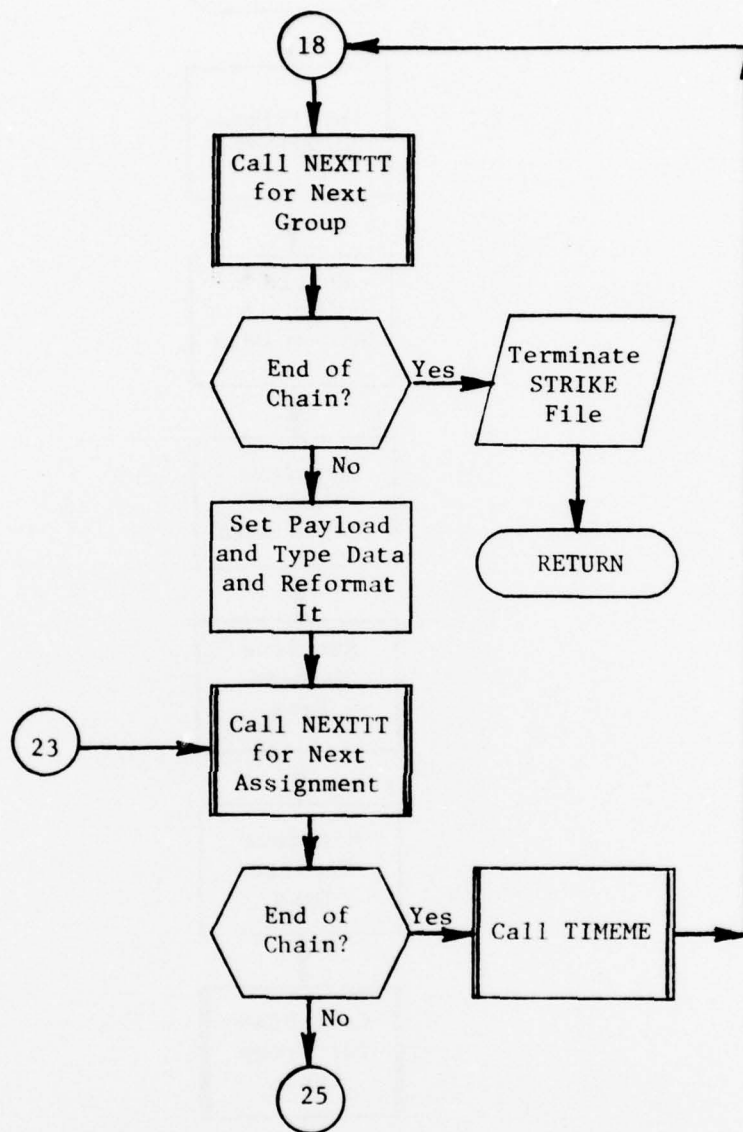 18
Call NEXTTT
for Next
Group
End of
Chain?
Yes
Terminate
STRIKE
File
No
RETURN
Set Payload
and Type Data
and Reformat
It
23
Call NEXTTT
for Next
Assignment
End of
Chain?
Yes
Call TIMEME
No
25